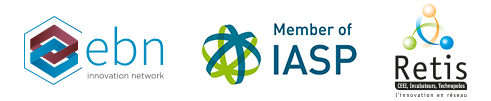 ebn
innovation network
Member of
IASP
Retis
CEEI, Incubateurs, Technopoles
l'innovation en réseau